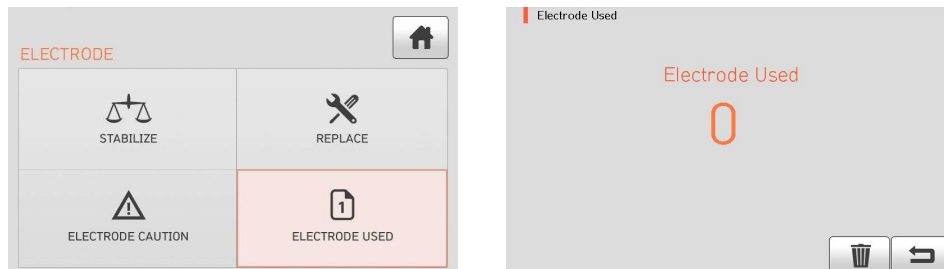 ELECTRODE
STABILIZE
REPLACE
ELECTRODE CAUTION
1
ELECTRODE USED
Electrode Used
Electrode Used
0